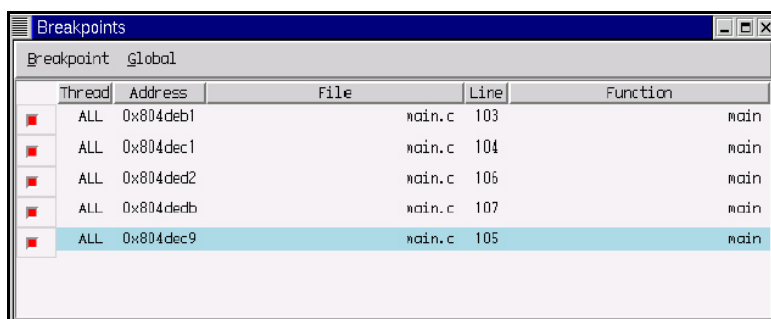 Breakpoints
Breakpoint Global
Thread Address File Line Function
ALL 0x804deb1 main.c 103 main
ALL 0x804dec1 main.c 104 main
ALL 0x804ded2 main.c 106 main
ALL 0x804dedb main.c 107 main
ALL 0x804dec9 main.c 105 main